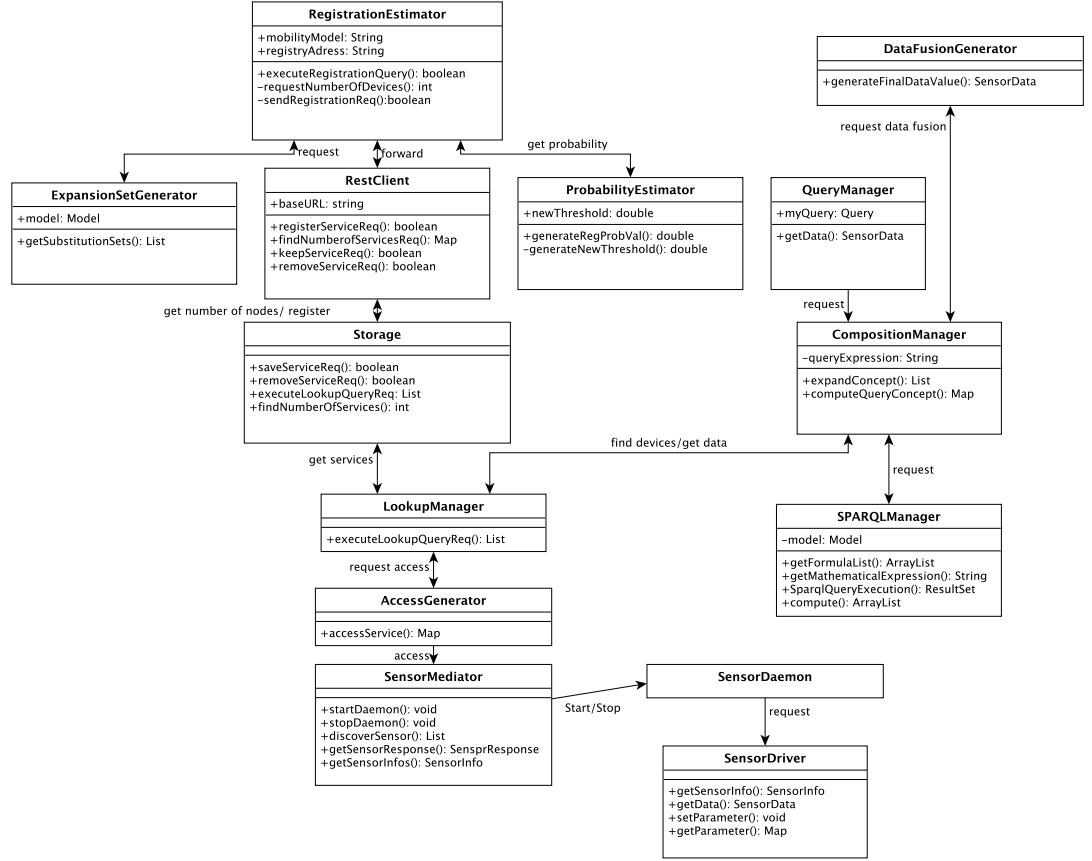 RegistrationEstimator
+mobilityModel: String
+registryAdress: String
+executeRegistrationQuery(): boolean
-requestNumberOfDevices(): int
-sendRegistrationReq():boolean
DataFusionGenerator
+generateFinalDataValue(): SensorData
request
forward
get probability
request data fusion
ExpansionSetGenerator
+model: Model
+getSubstitutionSets(): List
RestClient
+baseURL: string
+registerServiceReq(): boolean
+findNumberofServicesReq(): Map
+keepServiceReq(): boolean
+removeServiceReq(): boolean
ProbabilityEstimator
+newThreshold: double
+generateRegProbVal(): double
-generateNewThreshold(): double
QueryManager
+myQuery: Query
+getData(): SensorData
get number of nodes/ register
request
Storage
+saveServiceReq(): boolean
+removeServiceReq(): boolean
+executeLookupQueryReq: List
+findNumberOfServices(): int
CompositionManager
-queryExpression: String
+expandConcept(): List
+computeQueryConcept(): Map
get services
find devices/get data
request
LookupManager
+executeLookupQueryReq(): List
SPARQLManager
-model: Model
+getFormulaList(): ArrayList
+getMathematicalExpression(): String
+SparqlQueryExecution(): ResultSet
+compute(): ArrayList
request access
AccessGenerator
+accessService(): Map
access
SensorMediator
+startDaemon(): void
+stopDaemon(): void
+discoverSensor(): List
+getSensorResponse(): SensprResponse
+getSensorInfos(): SensorInfo
Start/Stop
SensorDaemon
request
SensorDriver
+getSensorInfo(): SensorInfo
+getData(): SensorData
+setParameter(): void
+getParameter(): Map